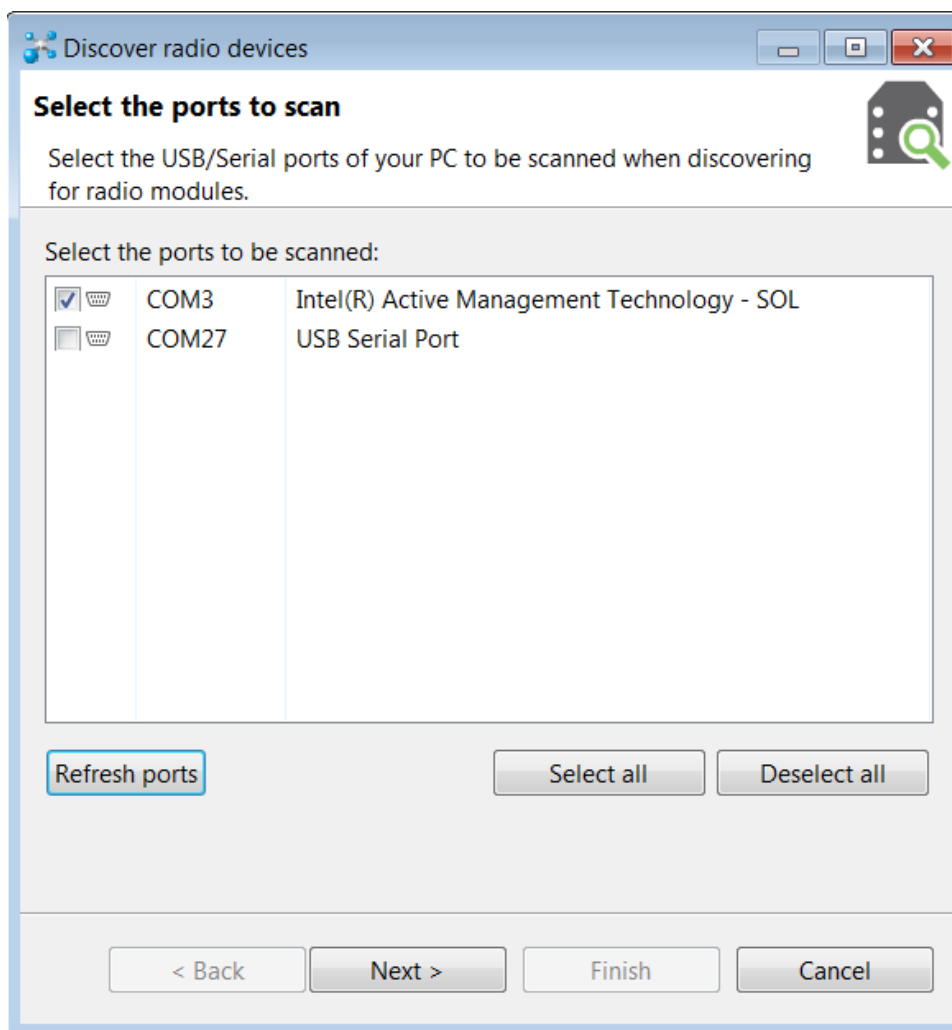 Discover radio devices
Select the ports to scan
Select the USB/Serial ports of your PC to be scanned when discovering
for radio modules.
Select the ports to be scanned:
COM3 Intel(R) Active Management Technology - SOL
COM27 USB Serial Port
Refresh ports Select all Deselect all
< Back Next > Finish Cancel